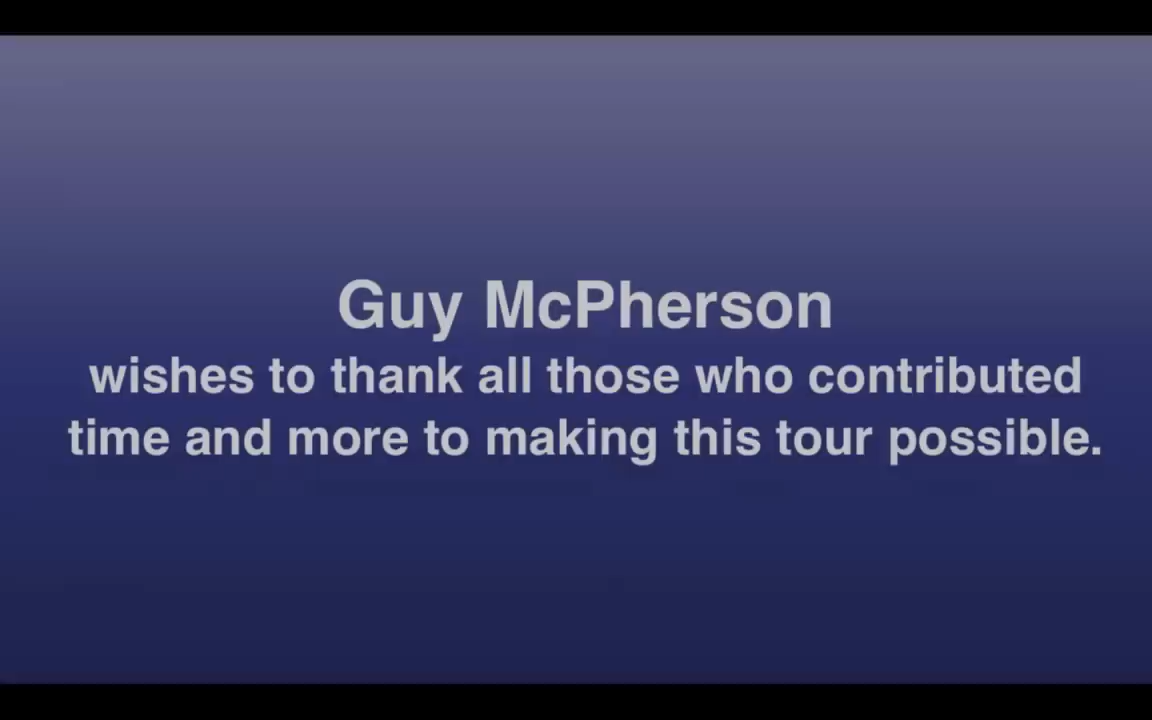 Guy McPherson
wishes to thank all those who contributed
time and more to making this tour possible.